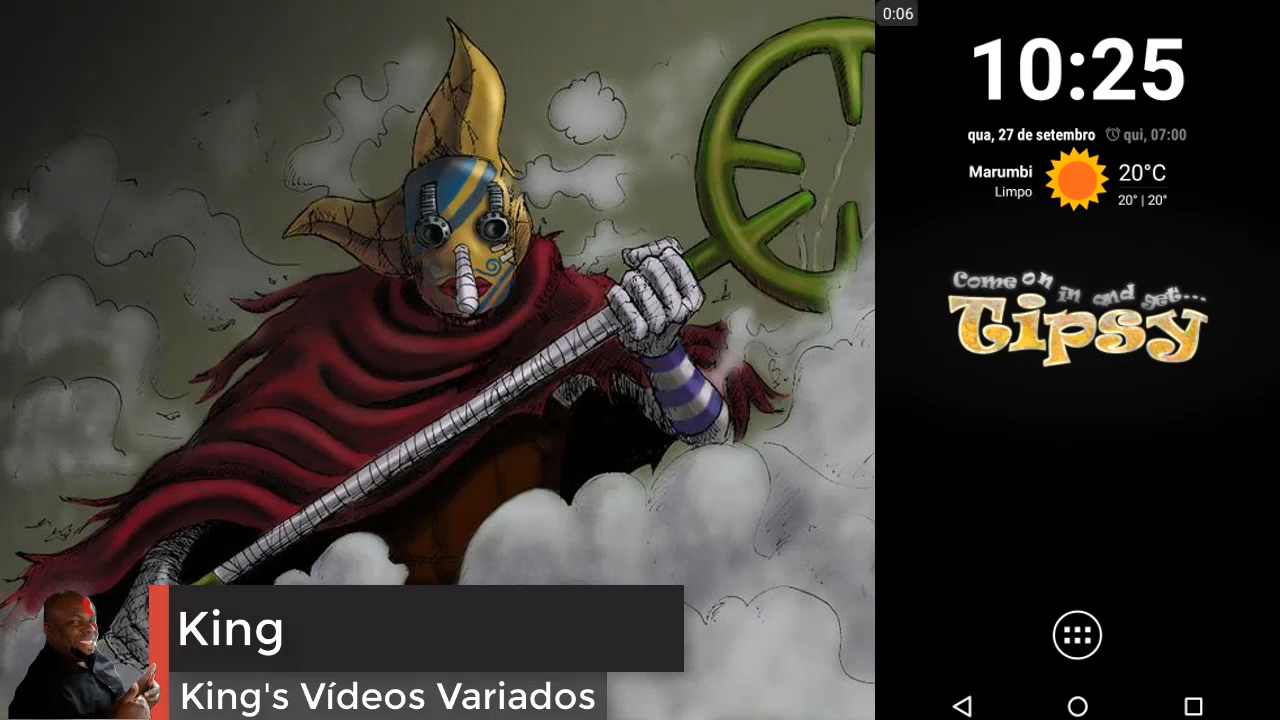 King
King's Vídeos Variados
0:06
10:25
qua, 27 de setembro qui, 07:00
Marumbi
Limpo
20°C
20° | 20°
Come on in and get...
Tipsy